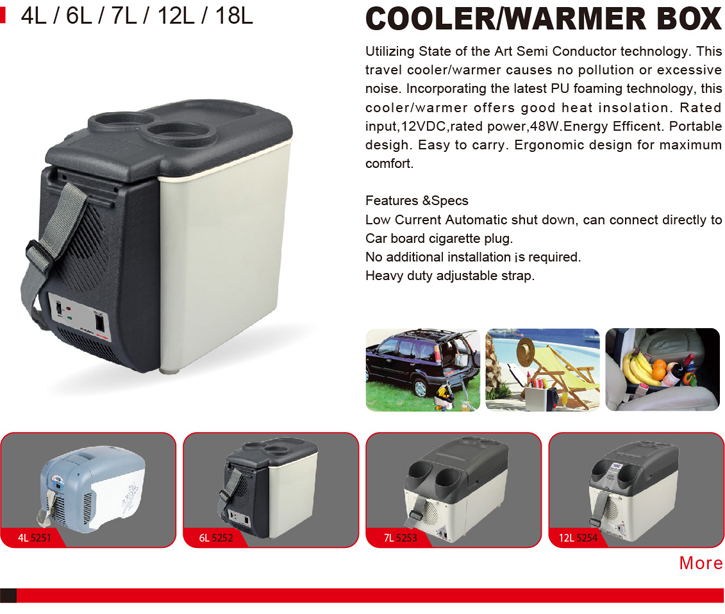 4L / 6L / 7L / 12L / 18L
COOLER/WARMER BOX
Utilizing State of the Art Semi Conductor technology. This
travel cooler/warmer causes no pollution or excessive
noise. Incorporating the latest PU foaming technology, this
cooler/warmer offers good heat insolation. Rated
input,12VDC,rated power,48W.Energy Efficent. Portable
desigh. Easy to carry. Ergonomic design for maximum
comfort.
Features &Specs
Low Current Automatic shut down, can connect directly to
Car board cigarette plug.
No additional installation is required.
Heavy duty adjustable strap.
4L 5251
6L 5252
7L 5253
12L 5254
More